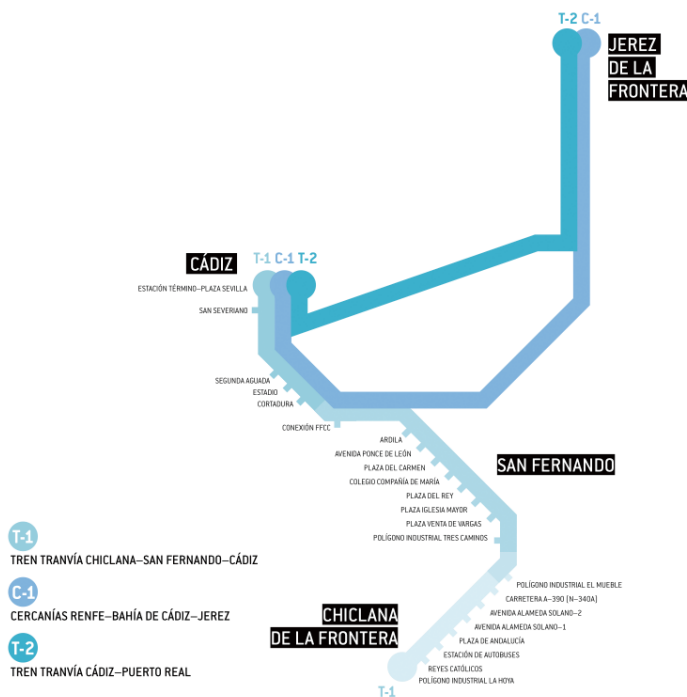 T-2 C-1
JEREZ
DE LA
FRONTERA
CÁDIZ
T-1 C-1 T-2
ESTACIÓN TÉRMINO–PLAZA SEVILLA
SAN SEVERIANO
SEGUNDA AGUADA
ESTADIO
CORTADURA
CONEXIÓN FFCC
ARDILA
AVENIDA PONCE DE LEÓN
PLAZA DEL CARMEN
COLEGIO COMPAÑÍA DE MARÍA
PLAZA DEL REY
PLAZA IGLESIA MAYOR
PLAZA VENTA DE VARGAS
POLÍGONO INDUSTRIAL TRES CAMINOS
SAN FERNANDO
T-1
TREN TRANVÍA CHICLANA–SAN FERNANDO–CÁDIZ
C-1
CERCANÍAS RENFE–BAHÍA DE CÁDIZ–JEREZ
T-2
TREN TRANVÍA CÁDIZ–PUERTO REAL
CHICLANA
DE LA FRONTERA
POLÍGONO INDUSTRIAL EL MUEBLE
CARRETERA A–390 (N–340A)
AVENIDA ALAMEDA SOLANO–2
AVENIDA ALAMEDA SOLANO–1
PLAZA DE ANDALUCÍA
ESTACIÓN DE AUTOBUSES
REYES CATÓLICOS
POLÍGONO INDUSTRIAL LA HOYA
T-1